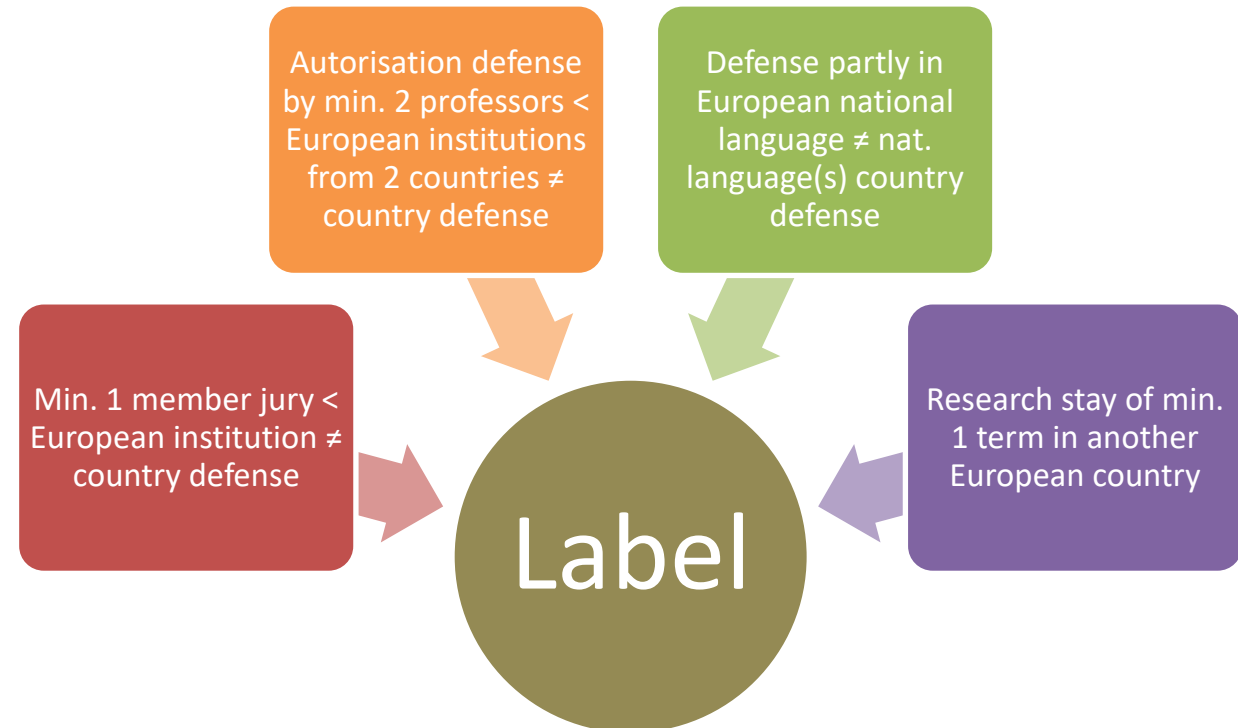 Autorisation defense
by min. 2 professors <
European institutions
from 2 countries ≠
country defense
Defense partly in
European national
language ≠ nat.
language(s) country
defense
Min. 1 member jury <
European institution ≠
country defense
Research stay of min.
1 term in another
European country
Label